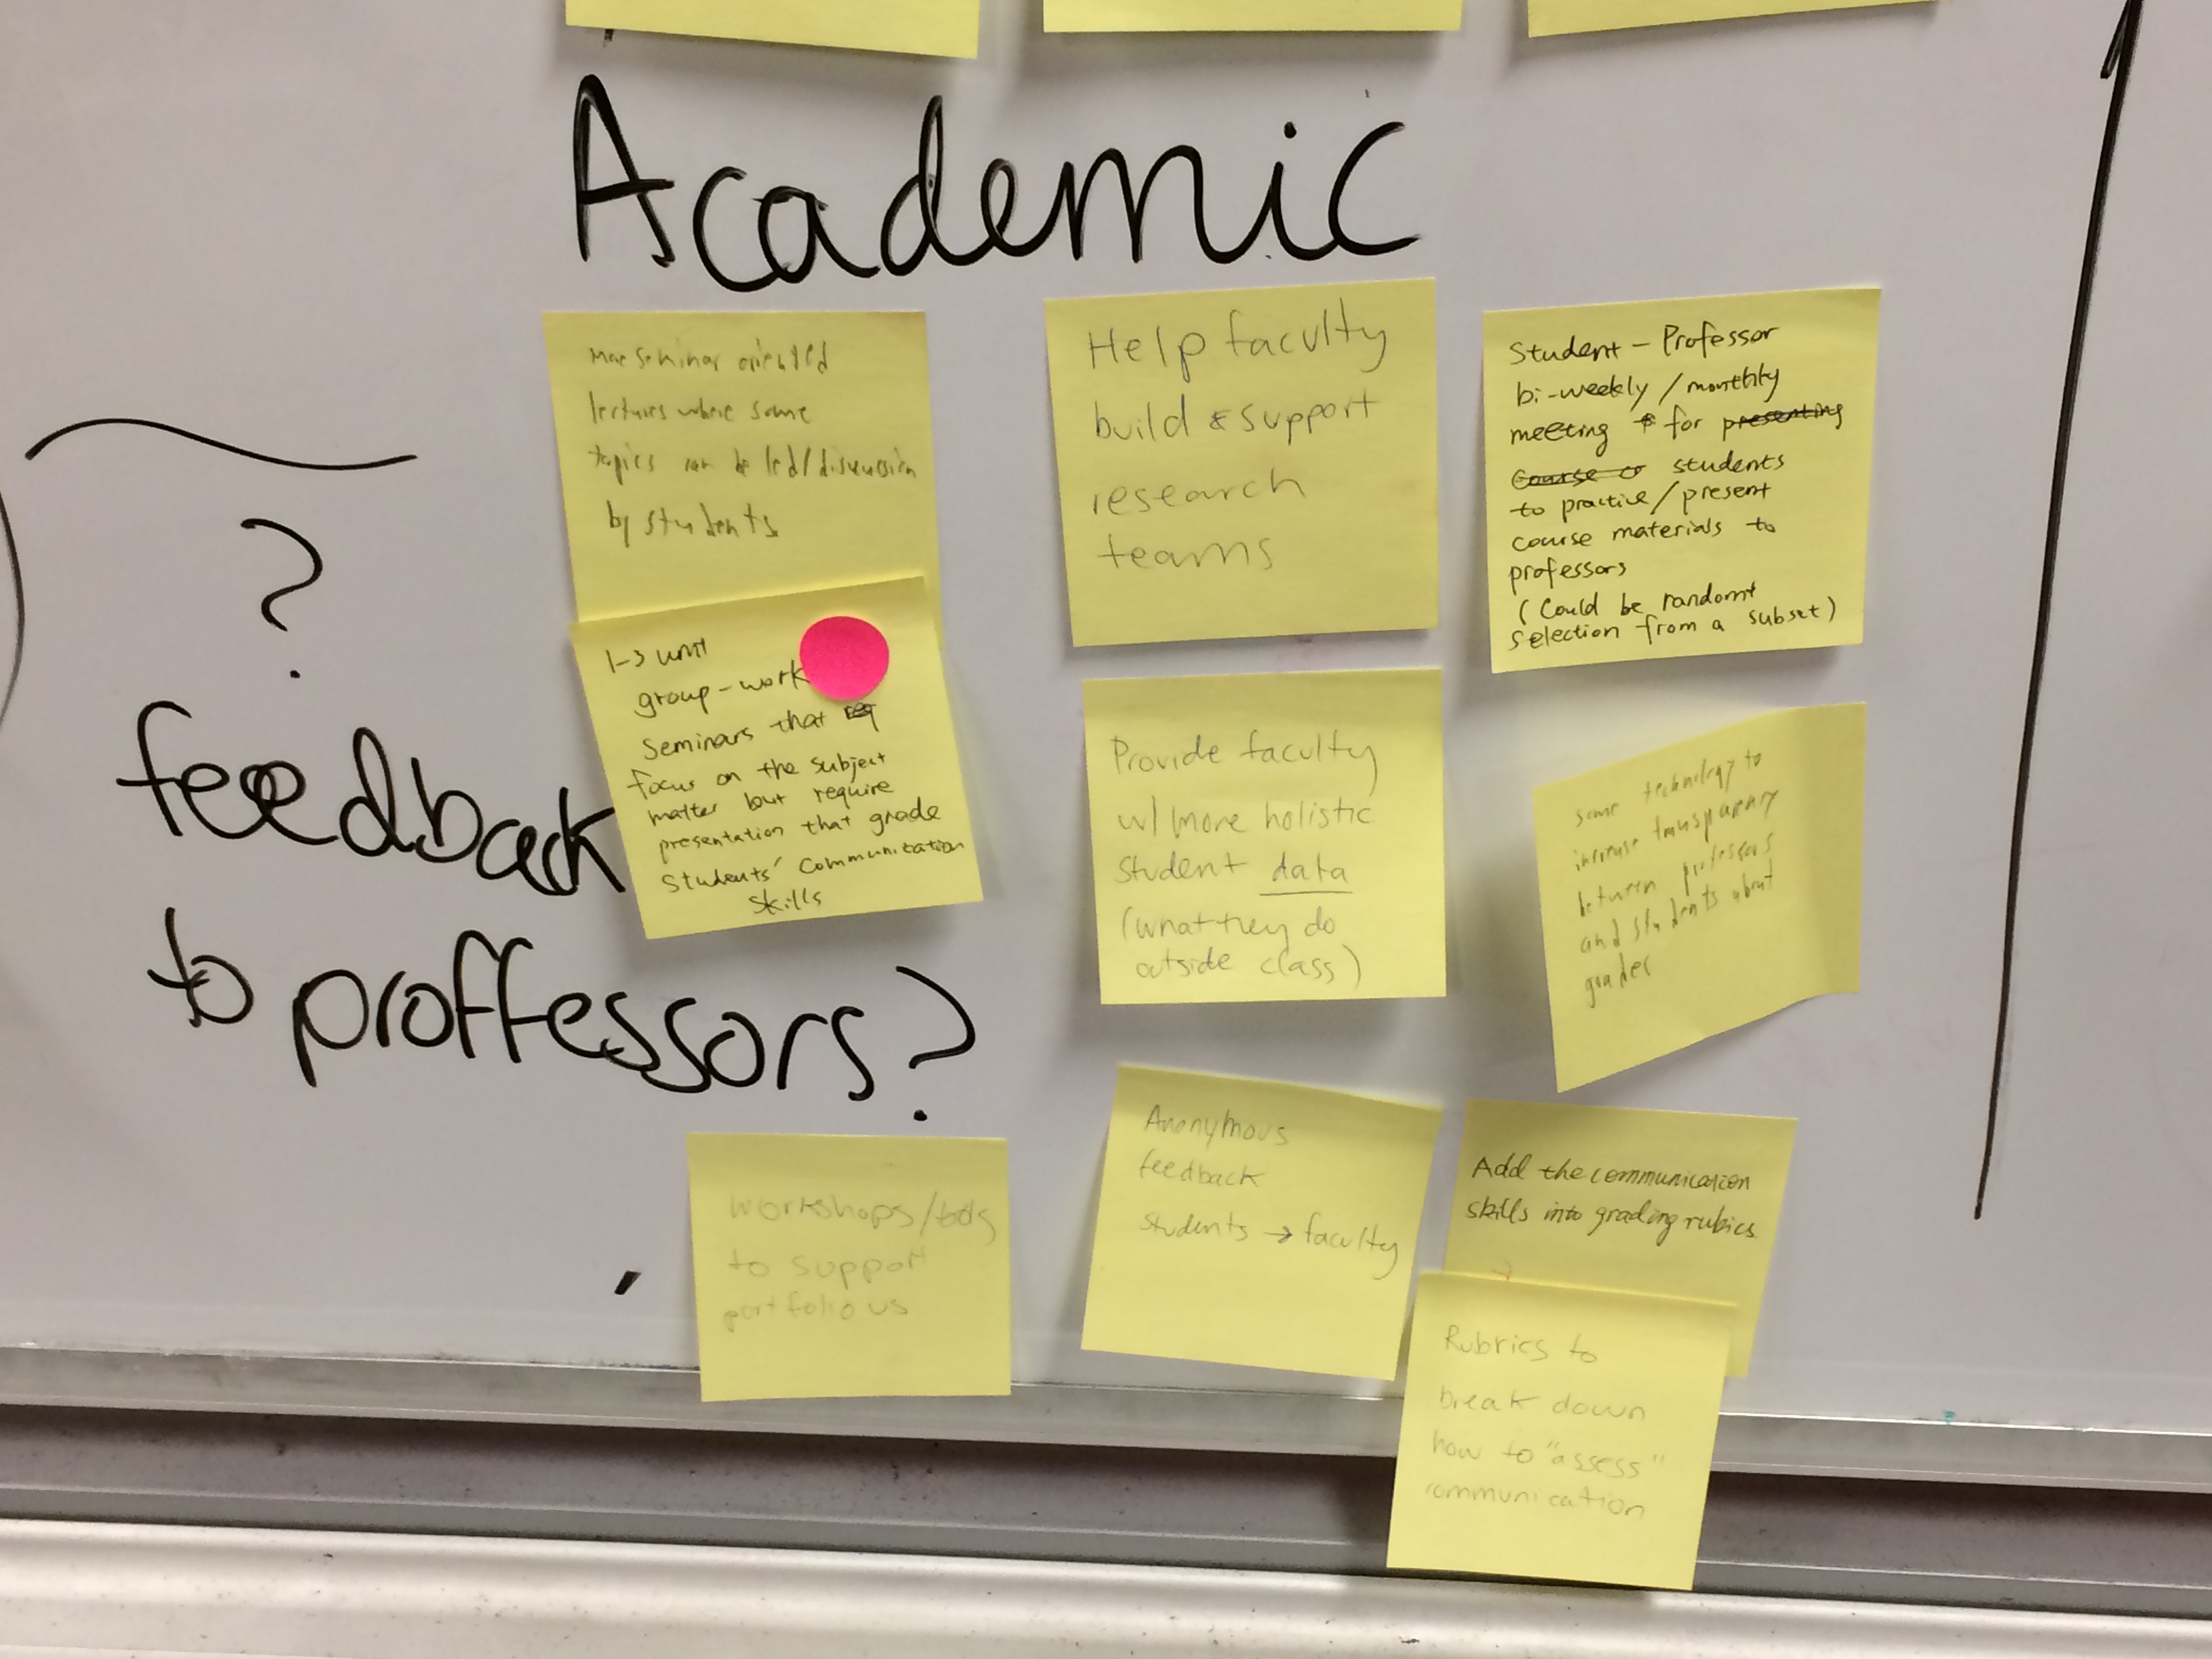 Academic
More seminar oriented
lectures where some
topics can be led/discussion
by students
1-3 unit
group-work
seminars that req
focus on the subject
matter but require
presentation that grade
students' communication
skills
Help faculty
build & support
research
teams
Student - Professor
bi-weekly / monthly
meeting for presenting
course or students
to practice/present
course materials to
professors
(Could be random
selection from a subset)
?
feedback
to proffessors?
Provide faculty
w/ more holistic
student data
(what they do
outside class)
some technology to
increase transparency
between professors
and students about
grades
workshops/
to support
portfolio us
Anonymous
feedback
students → faculty
Add the communication
skills into grading rubics
Rubrics to
break down
how to "assess"
communication